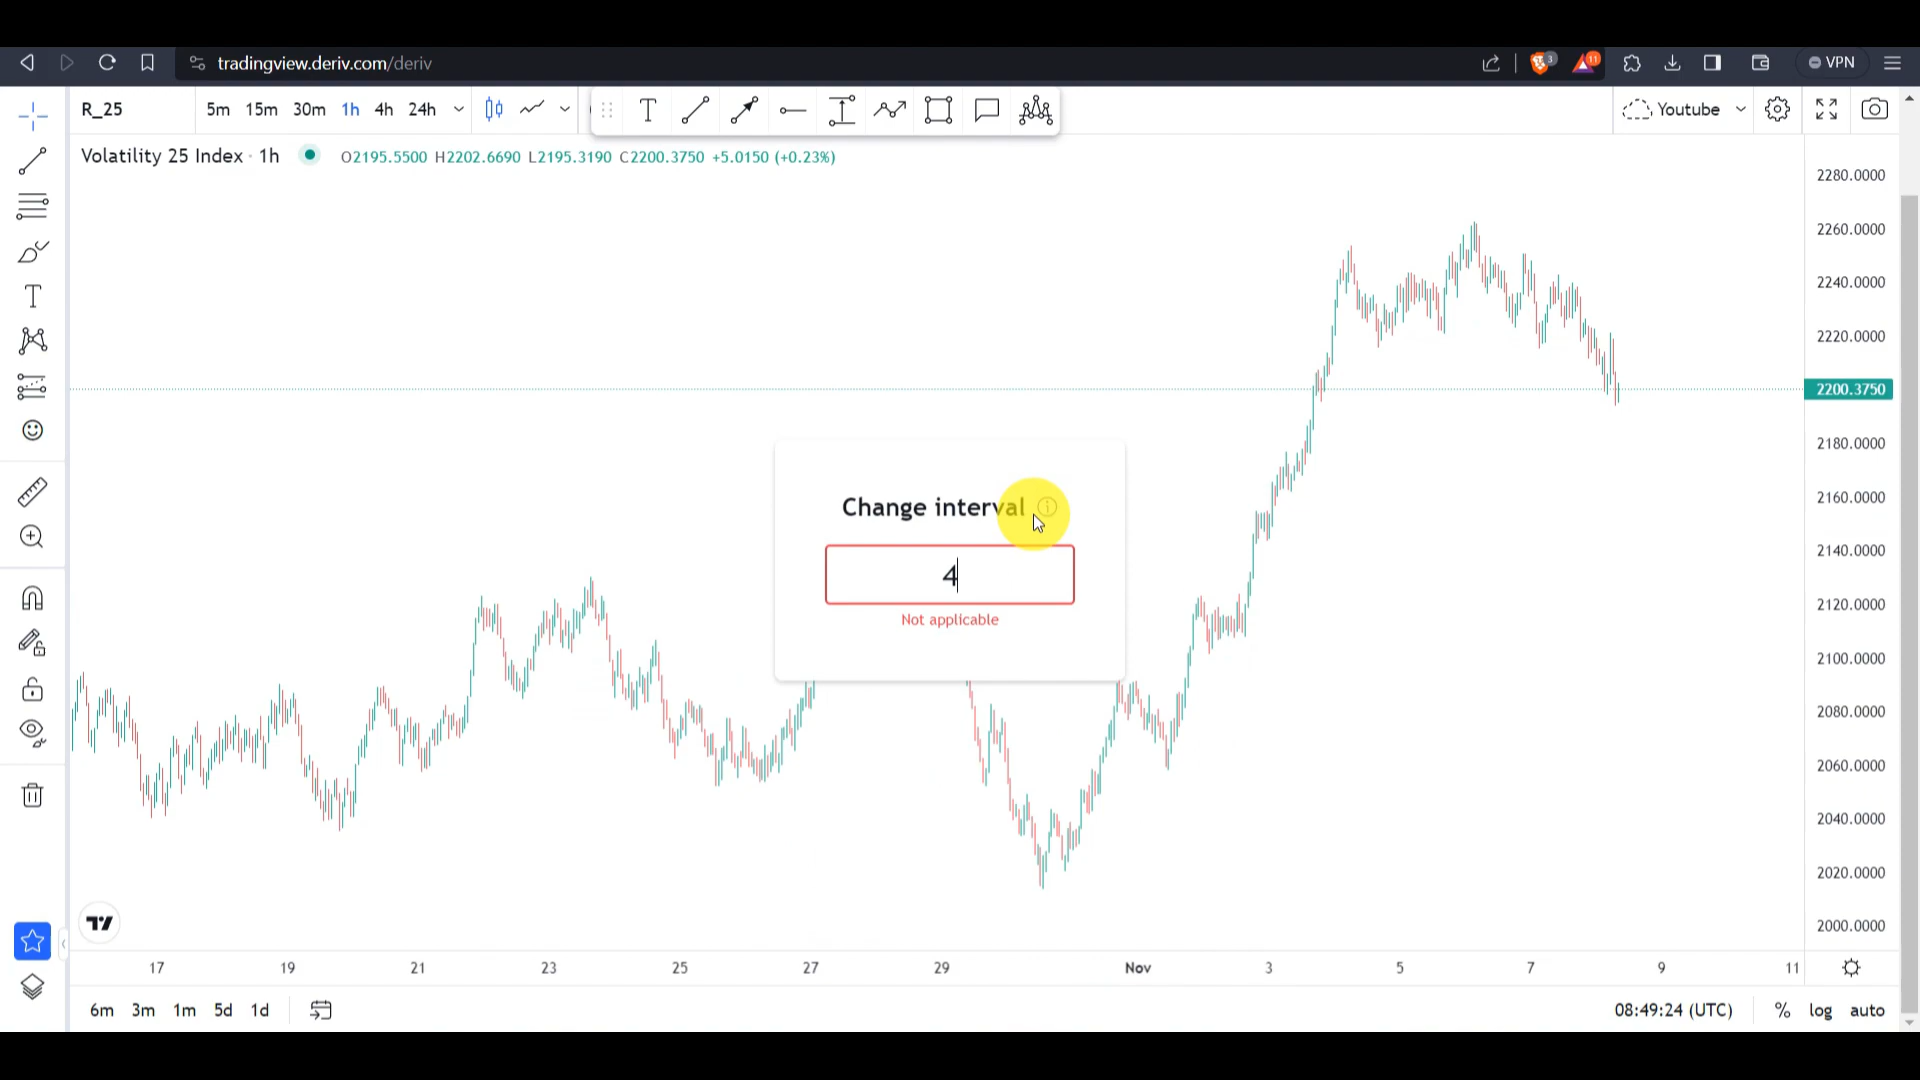 tradingview.deriv.com/deriv
3
11
VPN
R_25
5m 15m 30m 1h 4h 24h
T
Youtube
Volatility 25 Index · 1h
O2195.5500 H2202.6690 L2195.3190 C2200.3750 +5.0150 (+0.23%)
2280.0000
2260.0000
2240.0000
2220.0000
2200.3750
2180.0000
2160.0000
2140.0000
2120.0000
2100.0000
2080.0000
2060.0000
2040.0000
2020.0000
2000.0000
Change interval
4
Not applicable
17 19 21 23 25 27 29 Nov 3 5 7 9 11
6m 3m 1m 5d 1d
08:49:24 (UTC) % log auto